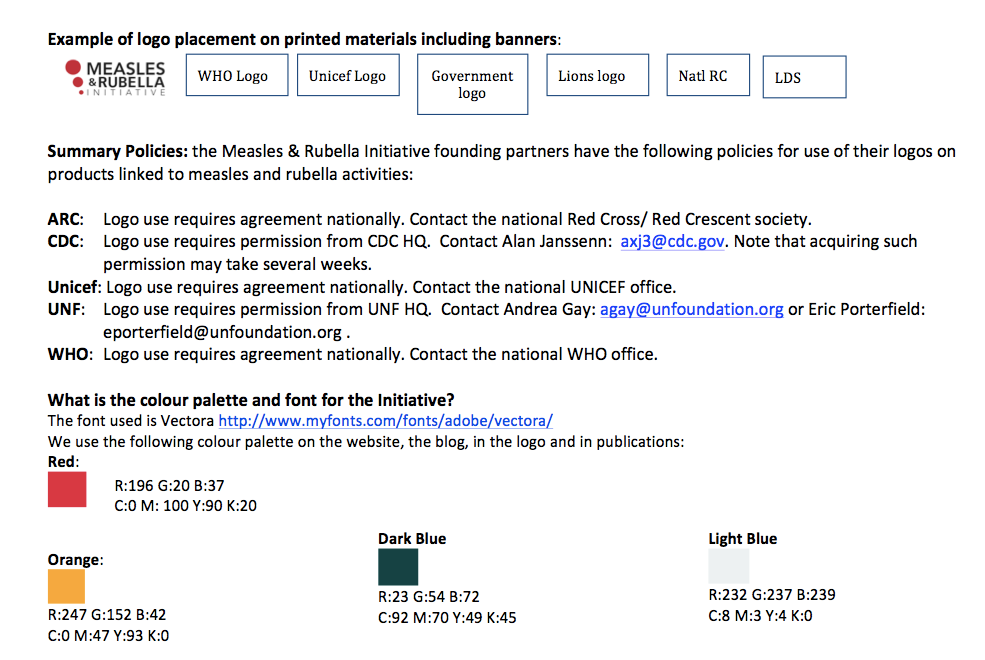 Example of logo placement on printed materials including banners:
MEASLES
& RUBELLA
INITIATIVE
WHO Logo
Unicef Logo
Government
logo
Lions logo
Natl RC
LDS
Summary Policies: the Measles & Rubella Initiative founding partners have the following policies for use of their logos on
products linked to measles and rubella activities:
ARC: Logo use requires agreement nationally. Contact the national Red Cross/ Red Crescent society.
CDC: Logo use requires permission from CDC HQ. Contact Alan Janssenn: axj3@cdc.gov. Note that acquiring such
permission may take several weeks.
Unicef: Logo use requires agreement nationally. Contact the national UNICEF office.
UNF: Logo use requires permission from UNF HQ. Contact Andrea Gay: agay@unfoundation.org or Eric Porterfield:
eporterfield@unfoundation.org .
WHO: Logo use requires agreement nationally. Contact the national WHO office.
What is the colour palette and font for the Initiative?
The font used is Vectora http://www.myfonts.com/fonts/adobe/vectora/
We use the following colour palette on the website, the blog, in the logo and in publications:
Red:
R:196 G:20 B:37
C:0 M: 100 Y:90 K:20
Orange:
R:247 G:152 B:42
C:0 M:47 Y:93 K:0
Dark Blue
R:23 G:54 B:72
C:92 M:70 Y:49 K:45
Light Blue
R:232 G:237 B:239
C:8 M:3 Y:4 K:0